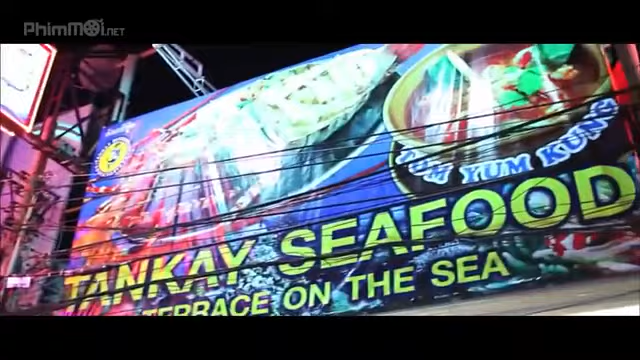 PhimMoi.NET
TOM YUM KUNG
TANKAY SEAFOOD
TERRACE ON THE SEA